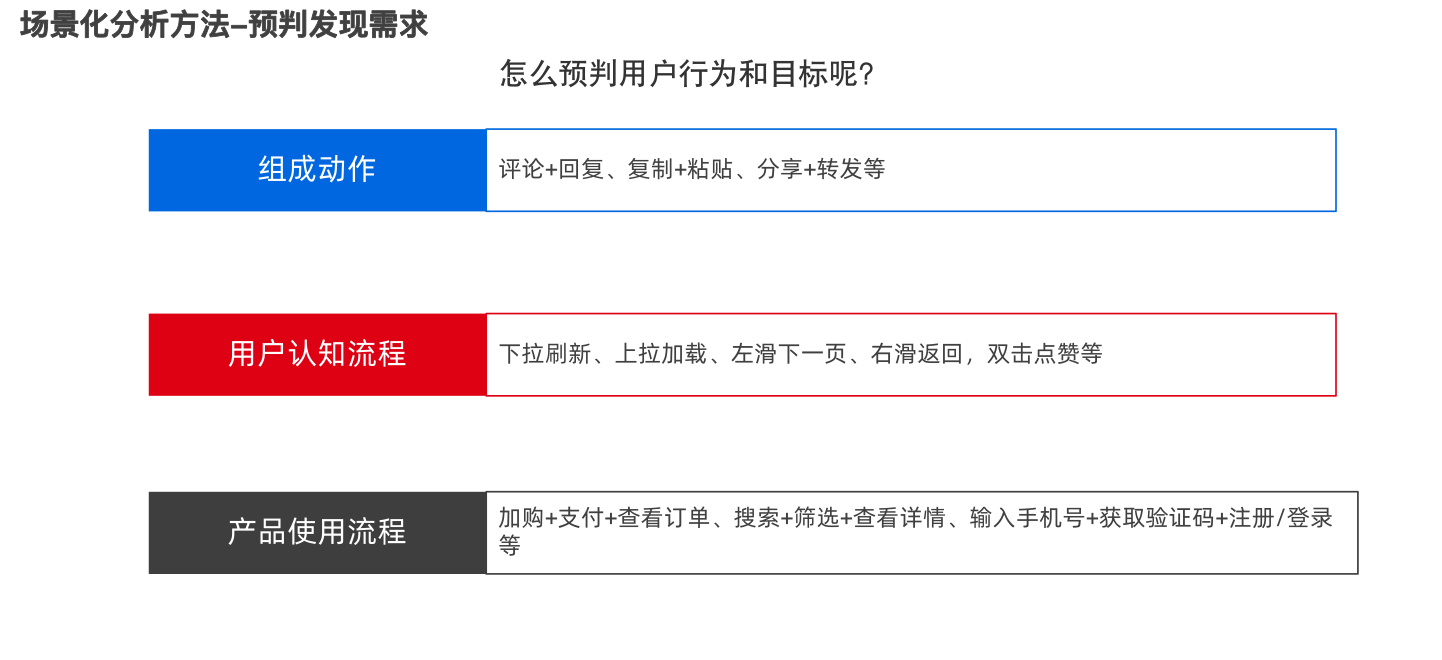 场景化分析方法–预判发现需求
怎么预判用户行为和目标呢?
组成动作
评论+回复、复制+粘贴、分享+转发等
用户认知流程
下拉刷新、上拉加载、左滑下一页、右滑返回，双击点赞等
产品使用流程
加购+支付+查看订单、搜索+筛选+查看详情、输入手机号+获取验证码+注册/登录
等